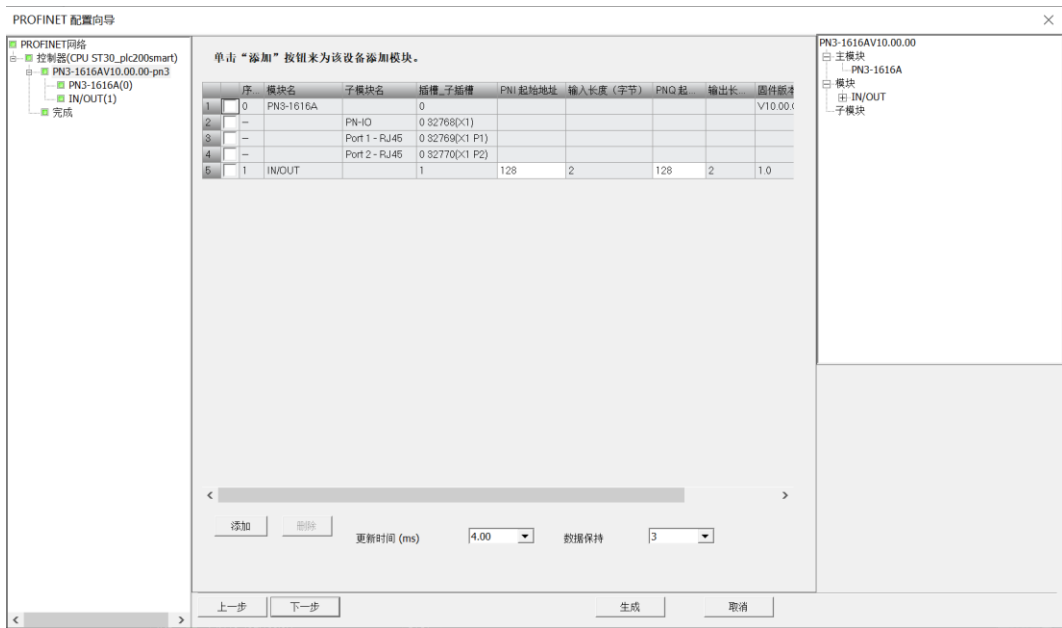 PROFINET 配置向导
PROFINET网络
控制器(CPU ST30_plc200smart)
PN3-1616AV10.00.00-pn3
PN3-1616A(0)
IN/OUT(1)
完成
单击“添加”按钮来为该设备添加模块。
序... 模块名 子模块名 插槽_子插槽 PNI 起始地址 输入长度（字节） PNQ 起... 输出长... 固件版本
1 0 PN3-1616A 0 V10.00.0
2 -- PN-IO 0 32768(X1)
3 -- Port 1 - RJ45 0 32769(X1 P1)
4 -- Port 2 - RJ45 0 32770(X1 P2)
5 1 IN/OUT 1 128 2 128 2 1.0
添加 删除 更新时间 (ms) 4.00 数据保持 3
上一步 下一步 生成 取消
PN3-1616AV10.00.00
主模块
PN3-1616A
模块
IN/OUT
子模块